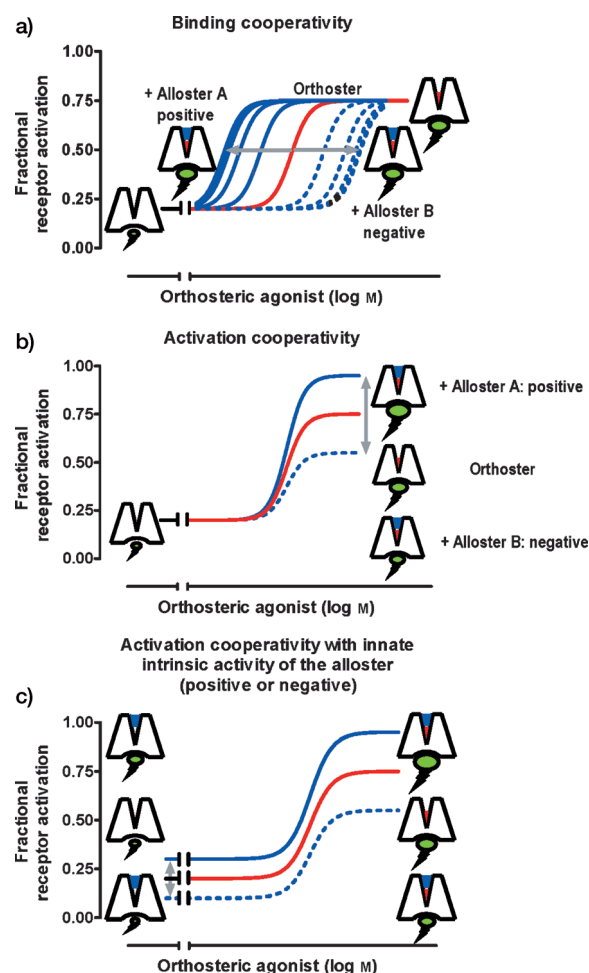 a)
Binding cooperativity
Fractional
receptor activation
1.00
0.75
0.50
0.25
0.00
+ Alloster A
positive
Orthoster
+ Alloster B
negative
Orthosteric agonist (log M)
b)
Activation cooperativity
Fractional
receptor activation
1.00
0.75
0.50
0.25
0.00
+ Alloster A: positive
Orthoster
+ Alloster B: negative
Orthosteric agonist (log M)
Activation cooperativity with innate
intrinsic activity of the alloster
(positive or negative)
c)
Fractional
receptor activation
1.00
0.75
0.50
0.25
0.00
Orthosteric agonist (log M)